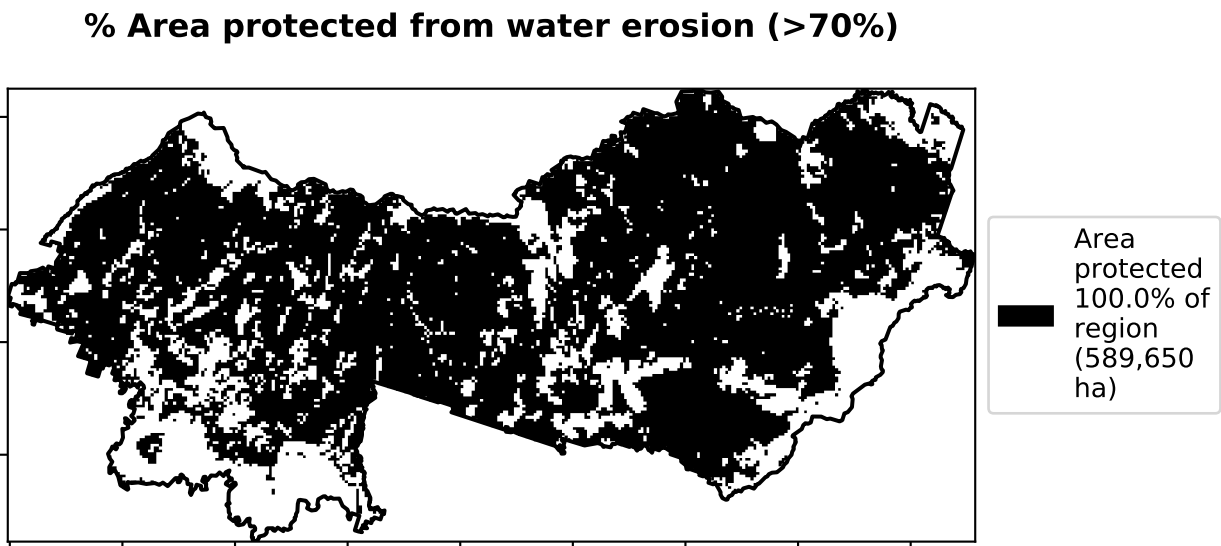 % Area protected from water erosion (>70%)
Area
protected
100.0% of
region
(589,650
ha)